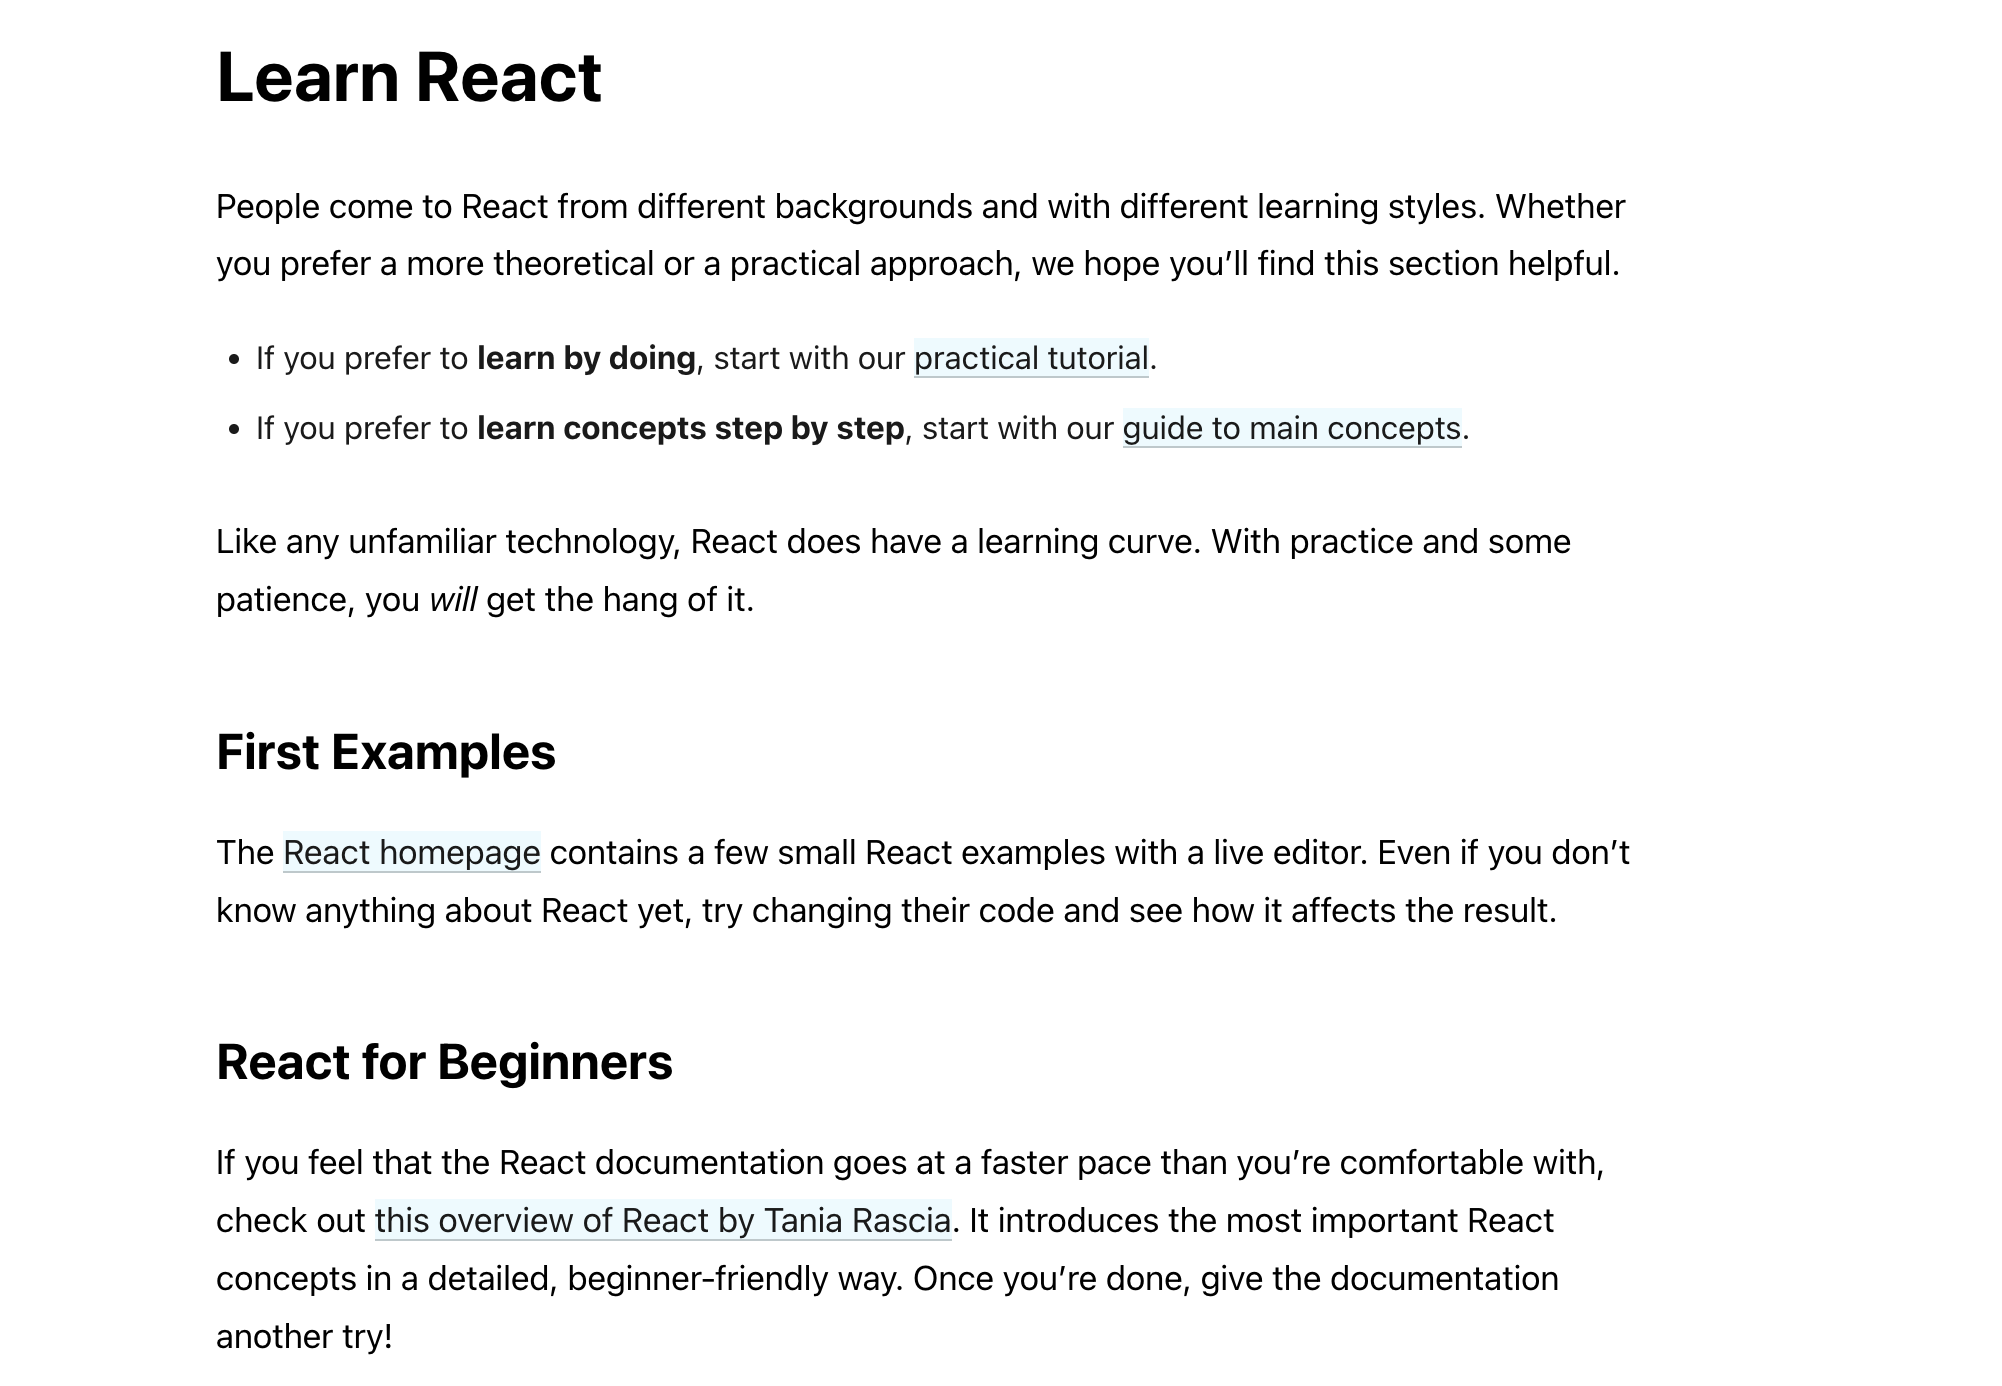 Learn React
People come to React from different backgrounds and with different learning styles. Whether
you prefer a more theoretical or a practical approach, we hope you’ll find this section helpful.
• If you prefer to learn by doing, start with our practical tutorial.
• If you prefer to learn concepts step by step, start with our guide to main concepts.
Like any unfamiliar technology, React does have a learning curve. With practice and some
patience, you will get the hang of it.
First Examples
The React homepage contains a few small React examples with a live editor. Even if you don’t
know anything about React yet, try changing their code and see how it affects the result.
React for Beginners
If you feel that the React documentation goes at a faster pace than you’re comfortable with,
check out this overview of React by Tania Rascia. It introduces the most important React
concepts in a detailed, beginner-friendly way. Once you’re done, give the documentation
another try!